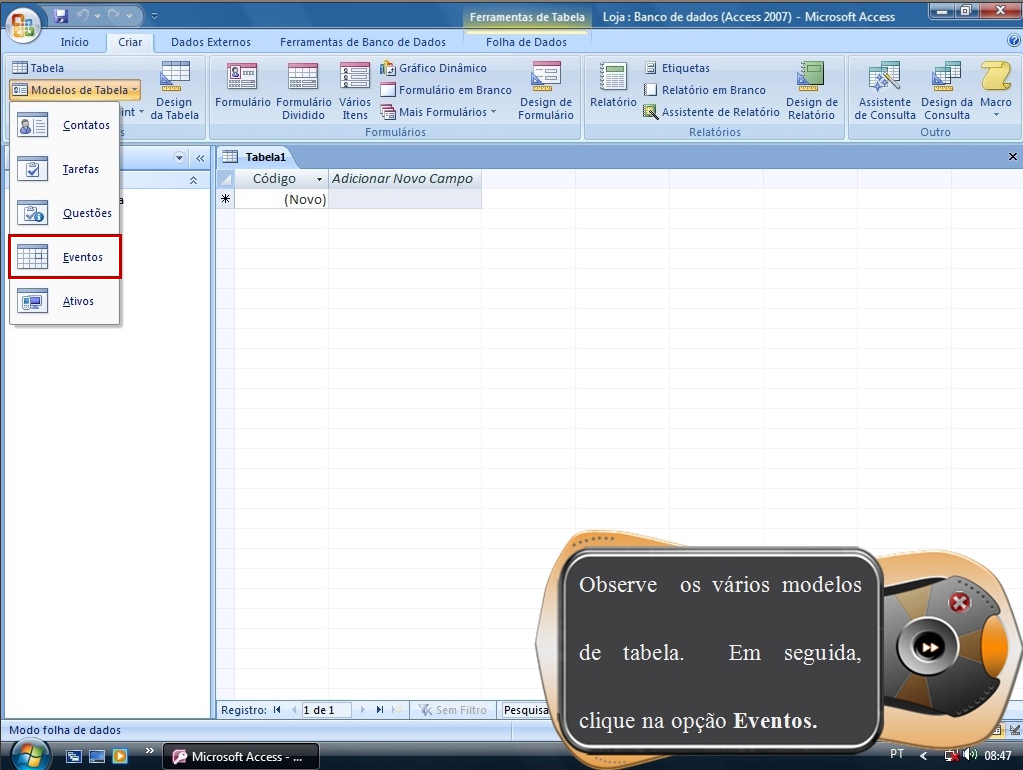 Ferramentas de Tabela
Loja : Banco de dados (Access 2007) - Microsoft Access
Início
Criar
Dados Externos
Ferramentas de Banco de Dados
Folha de Dados
Tabela
Modelos de Tabela
Design da Tabela
Formulário
Formulário Dividido
Vários Itens
Gráfico Dinâmico
Formulário em Branco
Mais Formulários
Design de Formulário
Formulários
Relatório
Etiquetas
Relatório em Branco
Assistente de Relatório
Design de Relatório
Relatórios
Assistente de Consulta
Design da Consulta
Macro
Outro
Contatos
Tarefas
Questões
Eventos
Ativos
Tabela1
Código
Adicionar Novo Campo
(Novo)
Observe os vários modelos
de tabela. Em seguida,
clique na opção Eventos.
Registro:
1 de 1
Sem Filtro
Pesquisa
Modo folha de dados
Microsoft Access - ...
PT
08:47